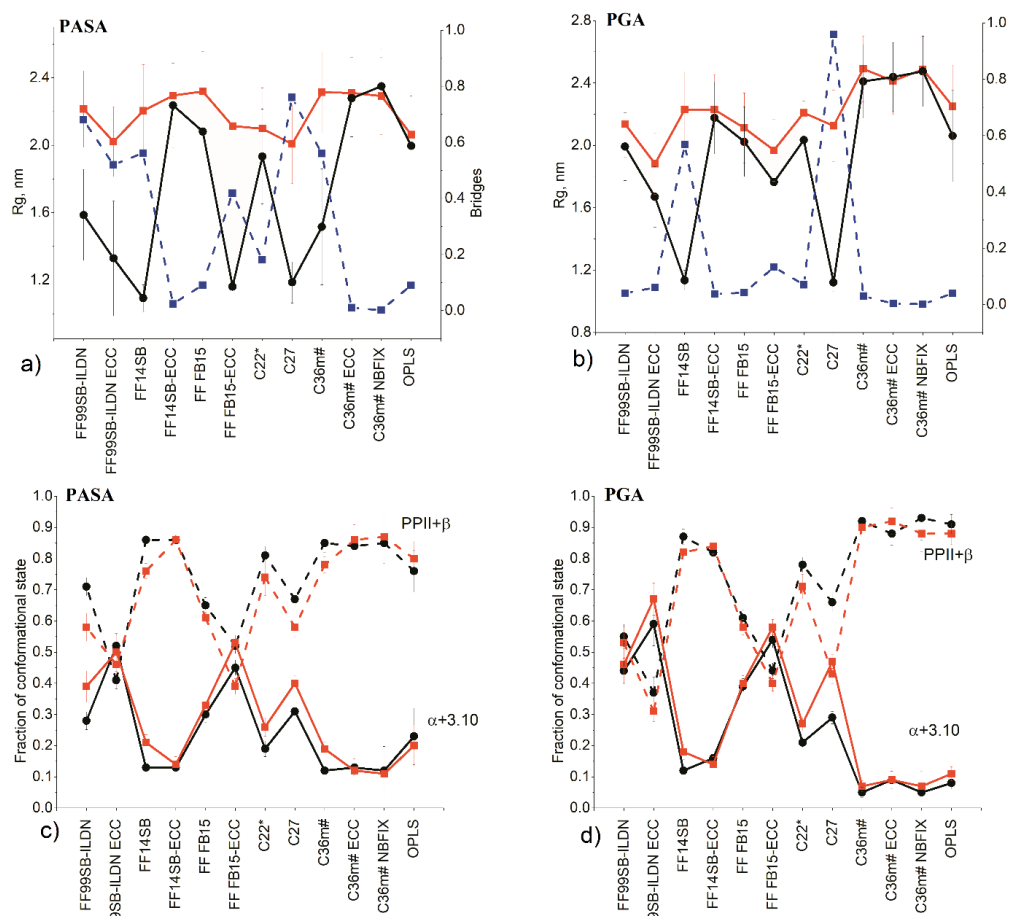 PASA
Rg, nm
2.4
2.0
1.6
1.2
1.0
0.8
0.6
0.4
0.2
0.0
Bridges
a)
FF99SB-ILDN
FF99SB-ILDN ECC
FF14SB
FF14SB-ECC
FF FB15
FF FB15-ECC
C22*
C27
C36m#
C36m# ECC
C36m# NBFIX
OPLS
PGA
Rg, nm
2.8
2.4
2.0
1.6
1.2
0.8
1.0
0.8
0.6
0.4
0.2
0.0
b)
FF99SB-ILDN
FF99SB-ILDN ECC
FF14SB
FF14SB-ECC
FF FB15
FF FB15-ECC
C22*
C27
C36m#
C36m# ECC
C36m# NBFIX
OPLS
PASA
Fraction of conformational state
1.0
0.9
0.8
0.7
0.6
0.5
0.4
0.3
0.2
0.1
0.0
PPII+β
α+3.10
c)
FF99SB-ILDN
9SB-ILDN ECC
FF14SB
FF14SB-ECC
FF FB15
FF FB15-ECC
C22*
C27
C36m#
C36m# ECC
C36m# NBFIX
OPLS
PGA
Fraction of conformational state
1.0
0.9
0.8
0.7
0.6
0.5
0.4
0.3
0.2
0.1
0.0
PPII+β
α+3.10
d)
FF99SB-ILDN
9SB-ILDN ECC
FF14SB
FF14SB-ECC
FF FB15
FF FB15-ECC
C22*
C27
C36m#
C36m# ECC
C36m# NBFIX
OPLS